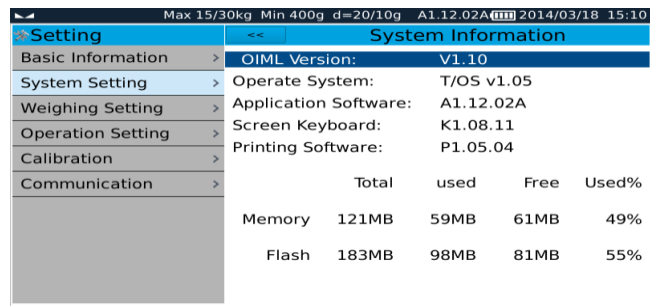 Max 15/30kg Min 400g d=20/10g A1.12.02A 2014/03/18 15:10
Setting
<< System Information
Basic Information >
System Setting >
Weighing Setting >
Operation Setting >
Calibration >
Communication >
OIML Version: V1.10
Operate System: T/OS v1.05
Application Software: A1.12.02A
Screen Keyboard: K1.08.11
Printing Software: P1.05.04
Total used Free Used%
Memory 121MB 59MB 61MB 49%
Flash 183MB 98MB 81MB 55%